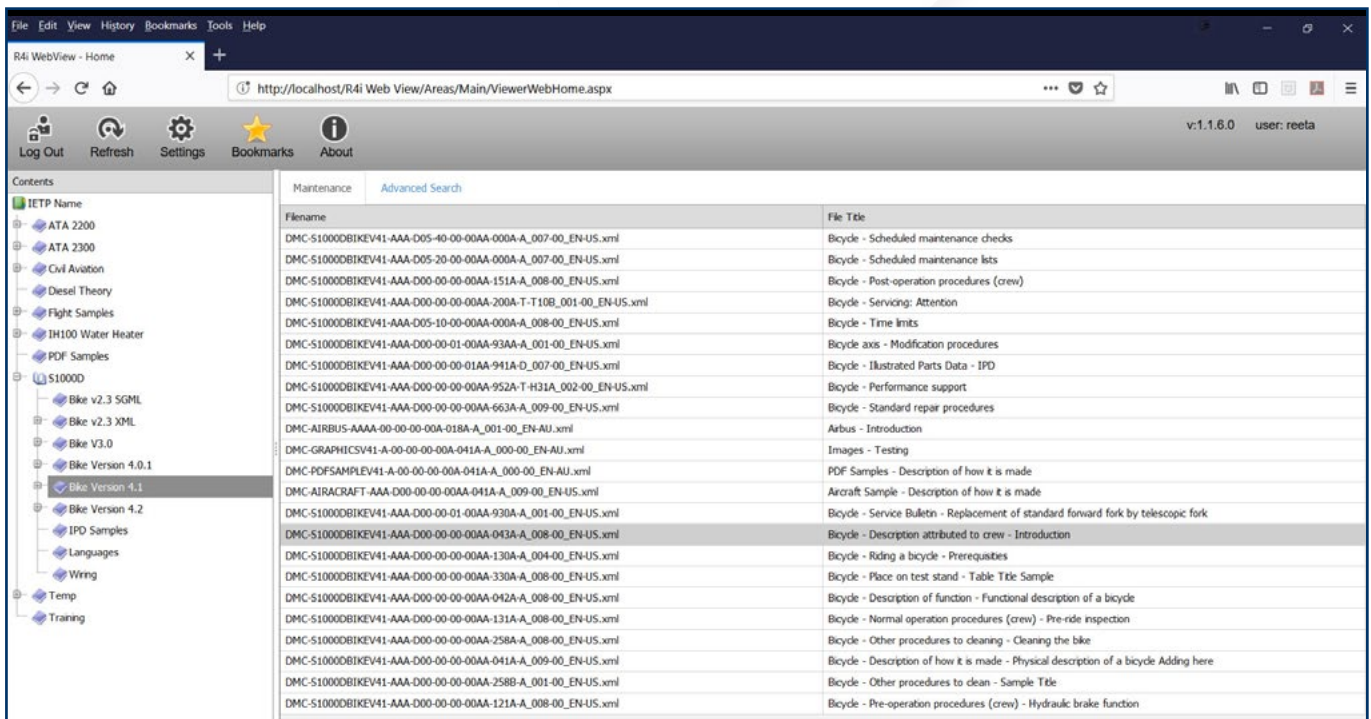 File Edit View History Bookmarks Tools Help
R4i WebView - Home
http://localhost/R4i Web View/Areas/Main/ViewerWebHome.aspx
Log Out Refresh Settings Bookmarks About v:1.1.6.0 user: reeta
Contents
IETP Name
ATA 2200
ATA 2300
Civil Aviation
Diesel Theory
Flight Samples
IH100 Water Heater
PDF Samples
S1000D
Bike v2.3 SGML
Bike v2.3 XML
Bike V3.0
Bike Version 4.0.1
Bike Version 4.1
Bike Version 4.2
IPD Samples
Languages
Wiring
Temp
Training
Maintenance Advanced Search
Filename File Title
DMC-S1000DBIKEV41-AAA-D05-40-00-00AA-000A-A_007-00_EN-US.xml Bicycle - Scheduled maintenance checks
DMC-S1000DBIKEV41-AAA-D05-20-00-00AA-000A-A_007-00_EN-US.xml Bicycle - Scheduled maintenance lists
DMC-S1000DBIKEV41-AAA-D00-00-00-00AA-151A-A_008-00_EN-US.xml Bicycle - Post-operation procedures (crew)
DMC-S1000DBIKEV41-AAA-D00-00-00-00AA-200A-T-T10B_001-00_EN-US.xml Bicycle - Servicing: Attention
DMC-S1000DBIKEV41-AAA-D05-10-00-00AA-000A-A_008-00_EN-US.xml Bicycle - Time limits
DMC-S1000DBIKEV41-AAA-D00-00-01-00AA-93AA-A_001-00_EN-US.xml Bicycle axis - Modification procedures
DMC-S1000DBIKEV41-AAA-D00-00-00-01AA-941A-D_007-00_EN-US.xml Bicycle - Illustrated Parts Data - IPD
DMC-S1000DBIKEV41-AAA-D00-00-00-00AA-952A-T-H31A_002-00_EN-US.xml Bicycle - Performance support
DMC-S1000DBIKEV41-AAA-D00-00-00-00AA-663A-A_009-00_EN-US.xml Bicycle - Standard repair procedures
DMC-AIRBUS-AAAA-00-00-00-00A-018A-A_001-00_EN-AU.xml Airbus - Introduction
DMC-GRAPHICSV41-A-00-00-00-00A-041A-A_000-00_EN-AU.xml Images - Testing
DMC-PDFSAMPLEV41-A-00-00-00-00A-041A-A_000-00_EN-AU.xml PDF Samples - Description of how it is made
DMC-AIRACRAFT-AAA-D00-00-00-00AA-041A-A_009-00_EN-US.xml Aircraft Sample - Description of how it is made
DMC-S1000DBIKEV41-AAA-D00-00-01-00AA-930A-A_001-00_EN-US.xml Bicycle - Service Bulletin - Replacement of standard forward fork by telescopic fork
DMC-S1000DBIKEV41-AAA-D00-00-00-00AA-043A-A_008-00_EN-US.xml Bicycle - Description attributed to crew - Introduction
DMC-S1000DBIKEV41-AAA-D00-00-00-00AA-130A-A_004-00_EN-US.xml Bicycle - Riding a bicycle - Prerequisities
DMC-S1000DBIKEV41-AAA-D00-00-00-00AA-330A-A_008-00_EN-US.xml Bicycle - Place on test stand - Table Title Sample
DMC-S1000DBIKEV41-AAA-D00-00-00-00AA-042A-A_008-00_EN-US.xml Bicycle - Description of function - Functional description of a bicycle
DMC-S1000DBIKEV41-AAA-D00-00-00-00AA-131A-A_008-00_EN-US.xml Bicycle - Normal operation procedures (crew) - Pre-ride inspection
DMC-S1000DBIKEV41-AAA-D00-00-00-00AA-258A-A_008-00_EN-US.xml Bicycle - Other procedures to cleaning - Cleaning the bike
DMC-S1000DBIKEV41-AAA-D00-00-00-00AA-041A-A_009-00_EN-US.xml Bicycle - Description of how it is made - Physical description of a bicycle Adding here
DMC-S1000DBIKEV41-AAA-D00-00-00-00AA-258B-A_001-00_EN-US.xml Bicycle - Other procedures to clean - Sample Title
DMC-S1000DBIKEV41-AAA-D00-00-00-00AA-121A-A_008-00_EN-US.xml Bicycle - Pre-operation procedures (crew) - Hydraulic brake function